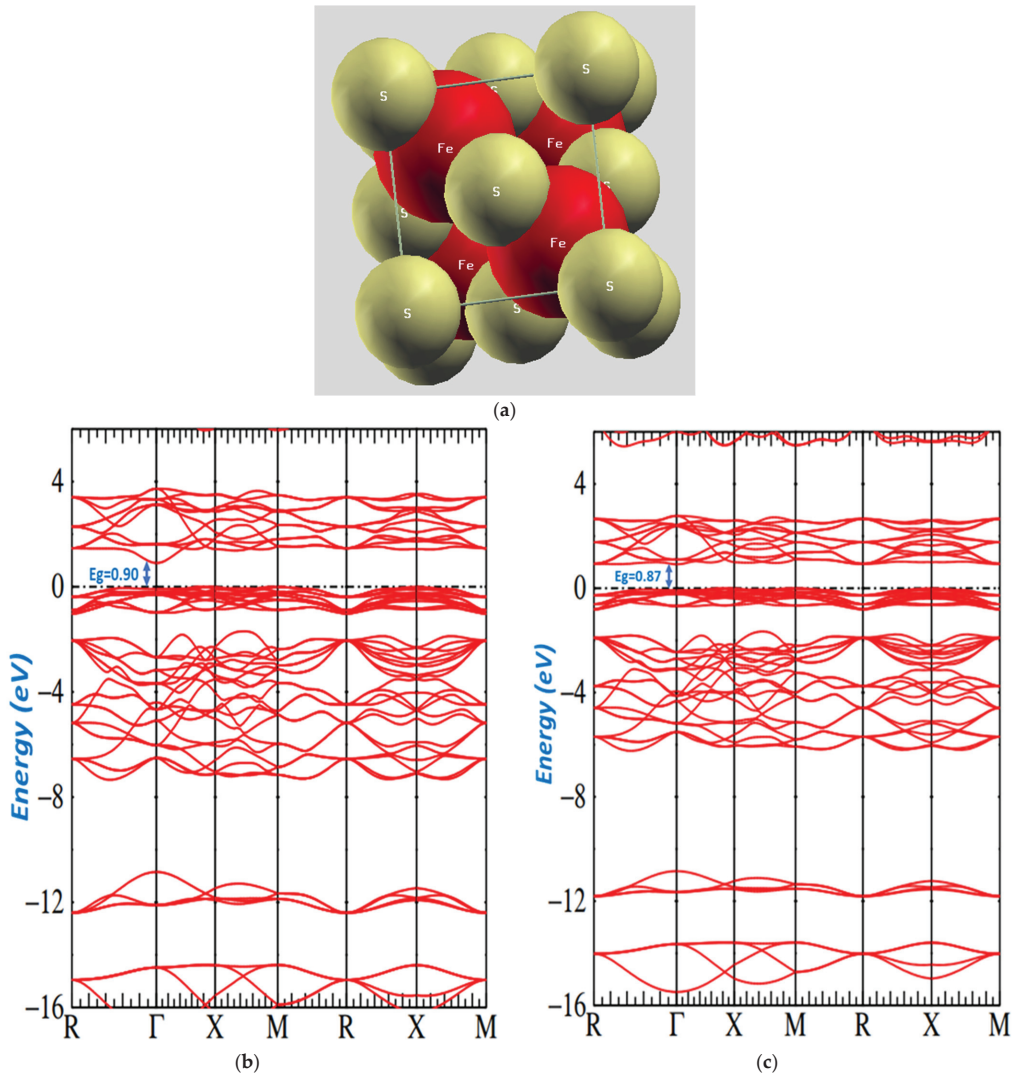 S
S
S
Fe
Fe
S
S
S
Fe
Fe
S
S
S
(a)
4
0
−4
−8
−12
−16
Energy (eV)
Eg=0.90
R Γ X M R X M
(b)
4
0
−4
−8
−12
−16
Energy (eV)
Eg=0.87
R Γ X M R X M
(c)